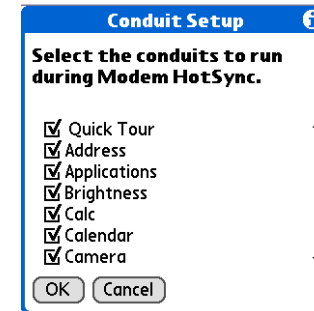 Conduit Setup
Select the conduits to run
during Modem HotSync.
Quick Tour
Address
Applications
Brightness
Calc
Calendar
Camera
OK Cancel